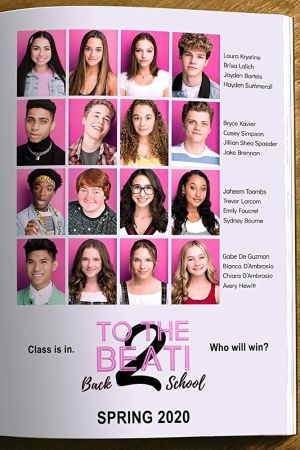 Laura Krystine
Brisa Lalich
Jayden Bartels
Hayden Summerall
Bryce Xavier
Casey Simpson
Jillian Shea Spaeder
Jake Brennan
Jaheem Toombs
Trevor Larcom
Emily Faucret
Sydney Bourne
Gabe De Guzman
Bianca D'Ambrosio
Chiara D'Ambrosio
Avery Hewitt
Class is in.
TO THE
BEAT!
2
Back School
Who will win?
SPRING 2020